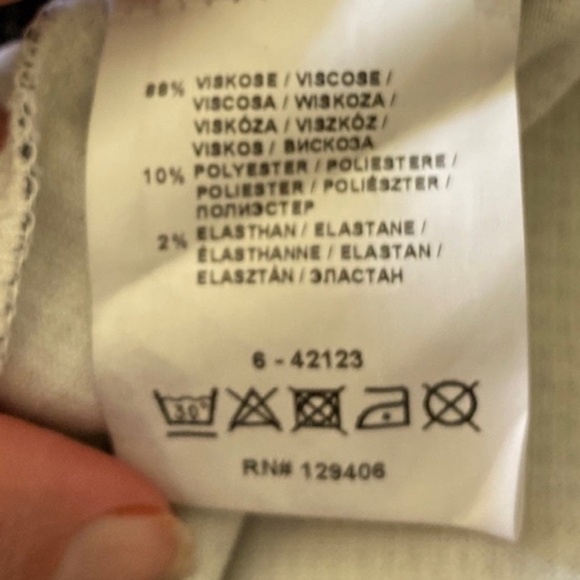 88% VISKOSE / VISCOSE /
VISCOSA / WISKOZA /
VISKÓZA / VISZKÓZ /
VISKOS / ВИСКОЗА
10% POLYESTER / POLIESTERE /
POLIESTER / POLIÉSZTER /
ПОЛИЭСТЕР
2% ELASTHAN / ELASTANE /
ÉLASTHANNE / ELASTAN /
ELASZTÁN / ЭЛАСТАН
6 - 42123
30°
RN# 129406